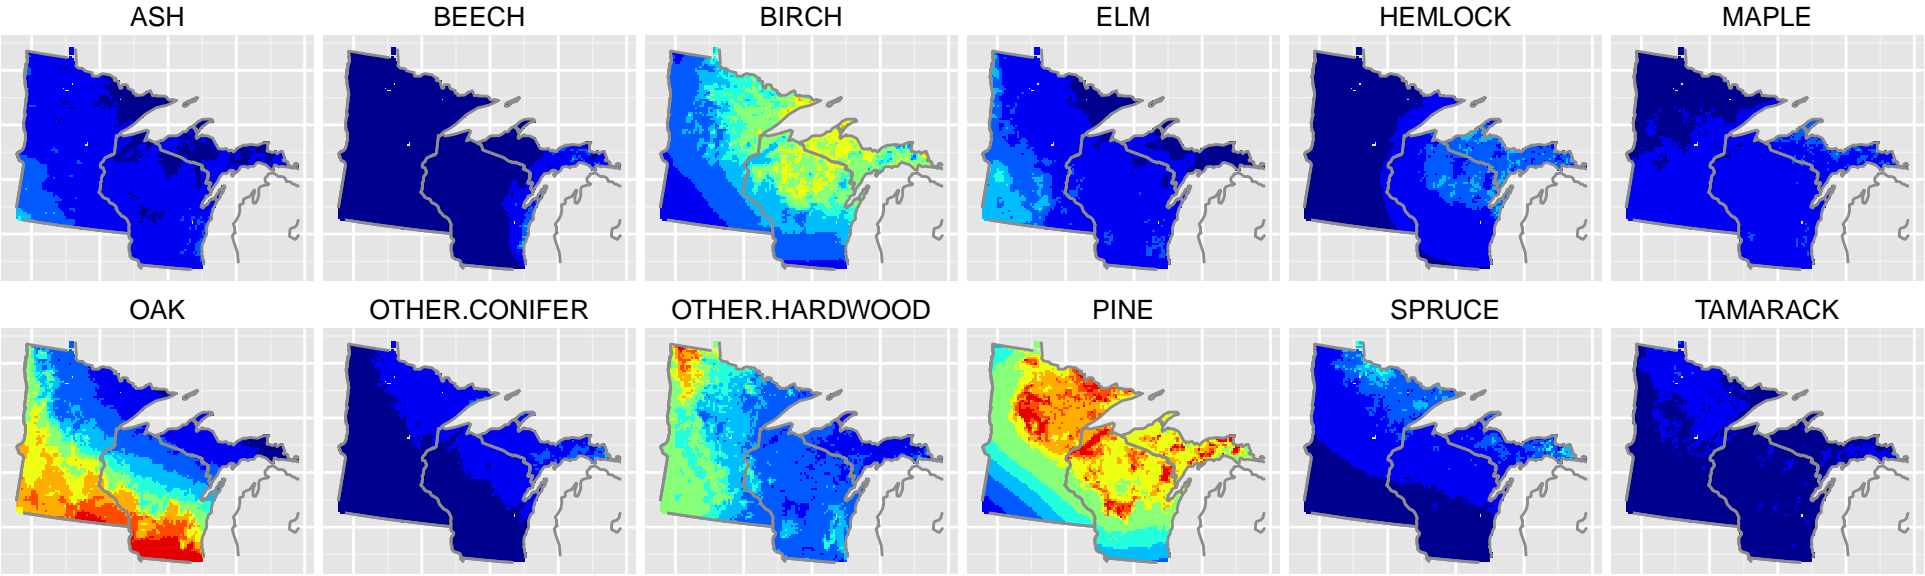 ASH BEECH BIRCH ELM HEMLOCK MAPLE
OAK OTHER.CONIFER OTHER.HARDWOOD PINE SPRUCE TAMARACK